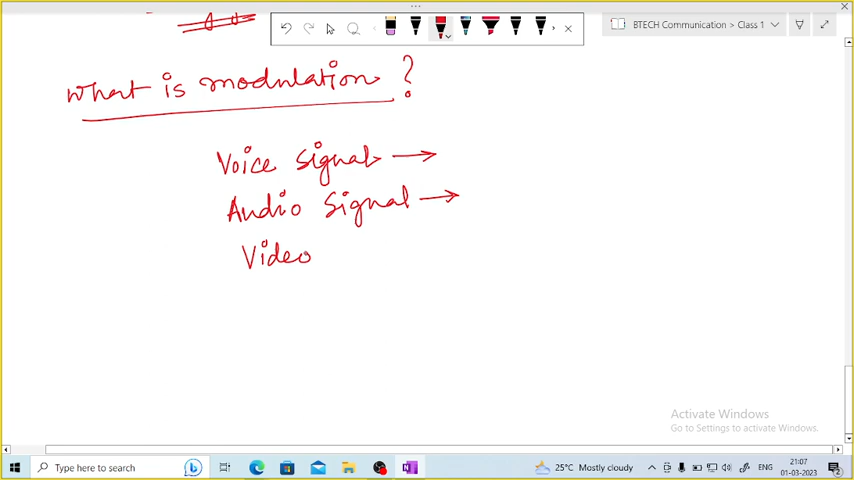 BTECH Communication > Class 1
What is modulation ?
Voice Signal →
Audio Signal →
Video
Activate Windows
Go to Settings to activate Windows.
Type here to search
25°C Mostly cloudy
ENG
21:07
01-03-2023
2